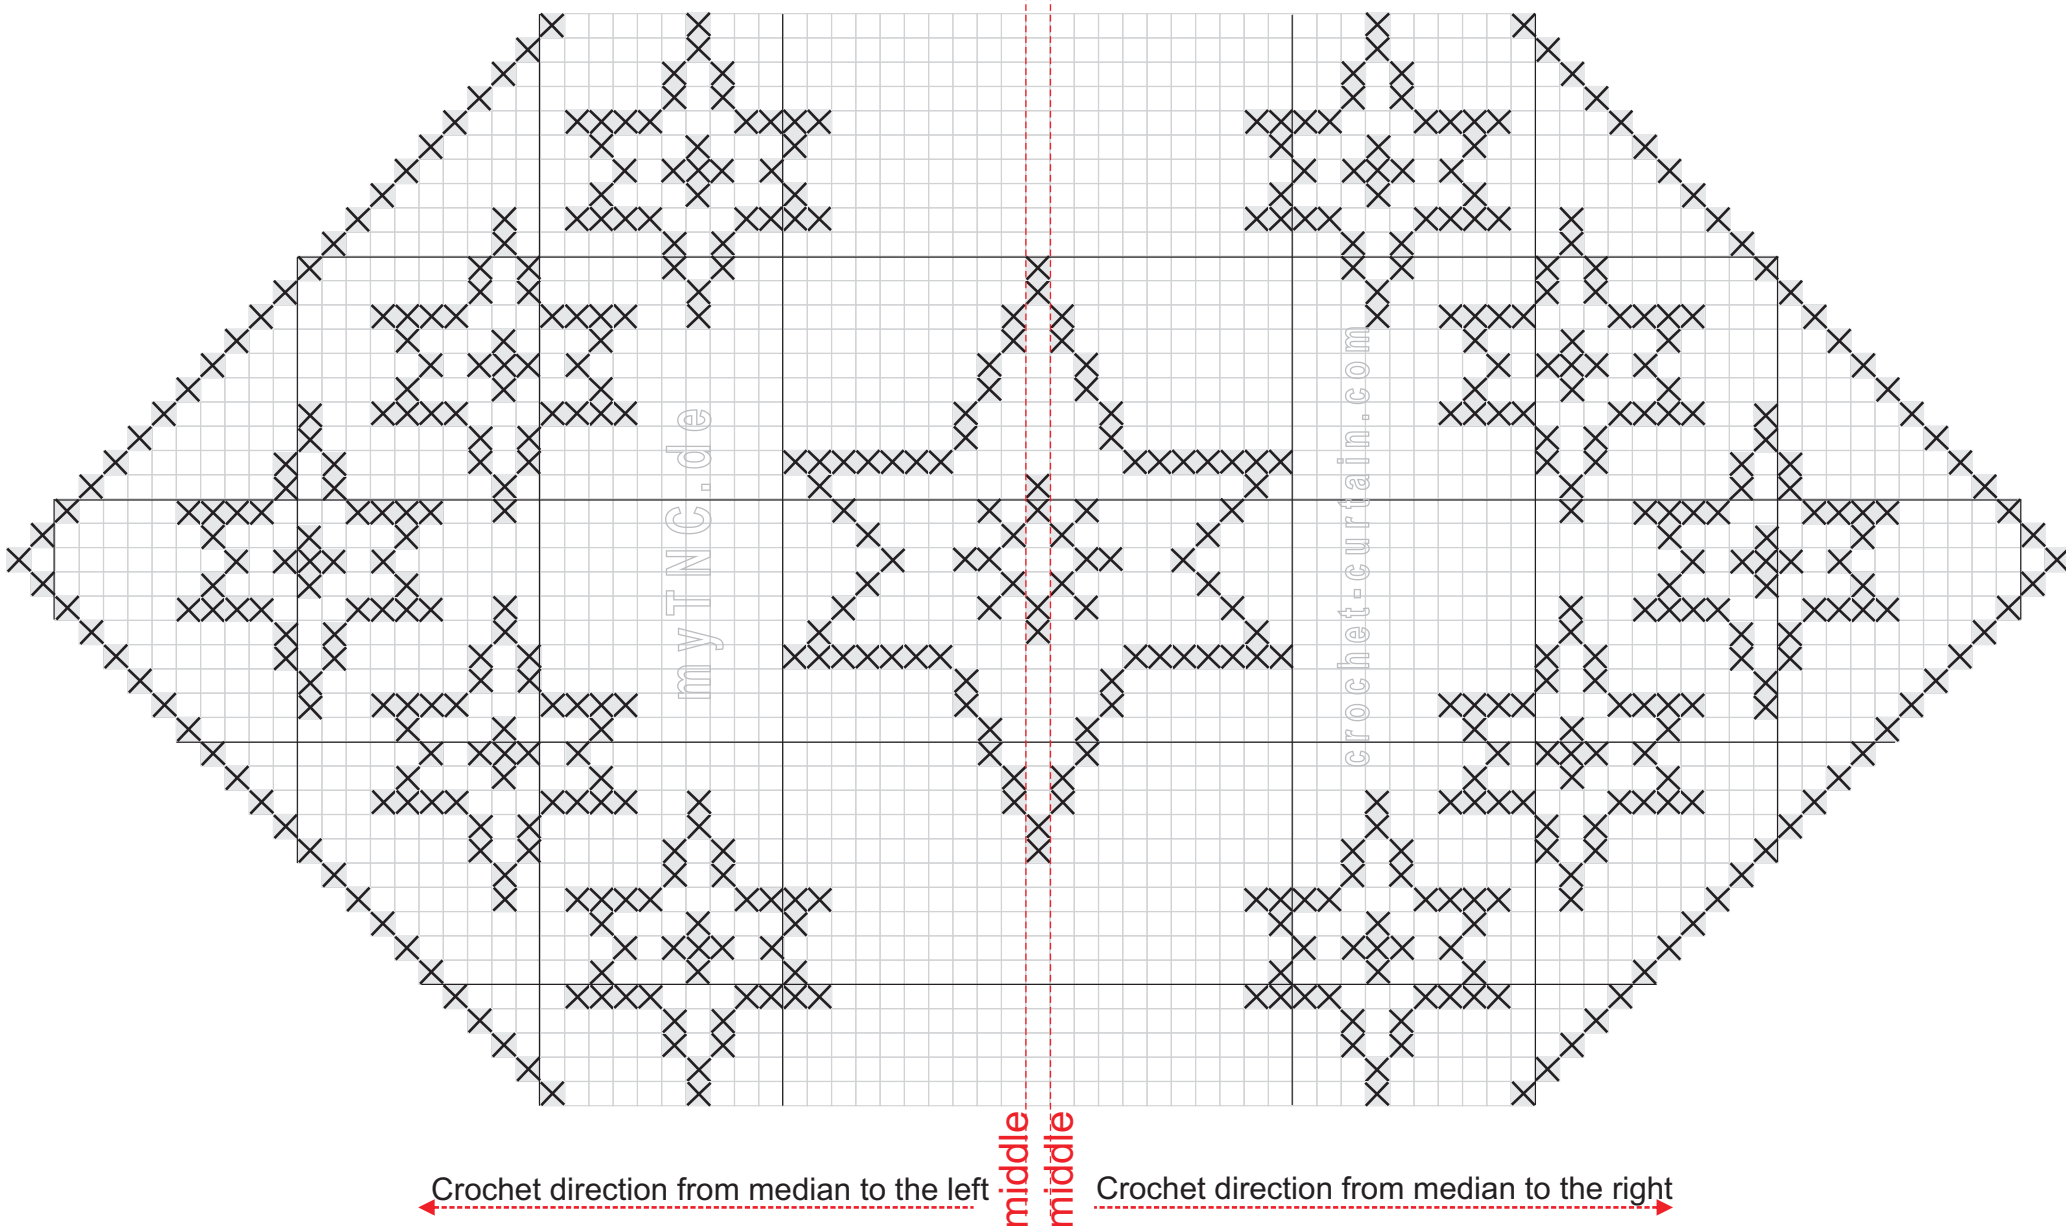 myTNC.de
crochet-curtain.com
middle
middle
Crochet direction from median to the left
Crochet direction from median to the right